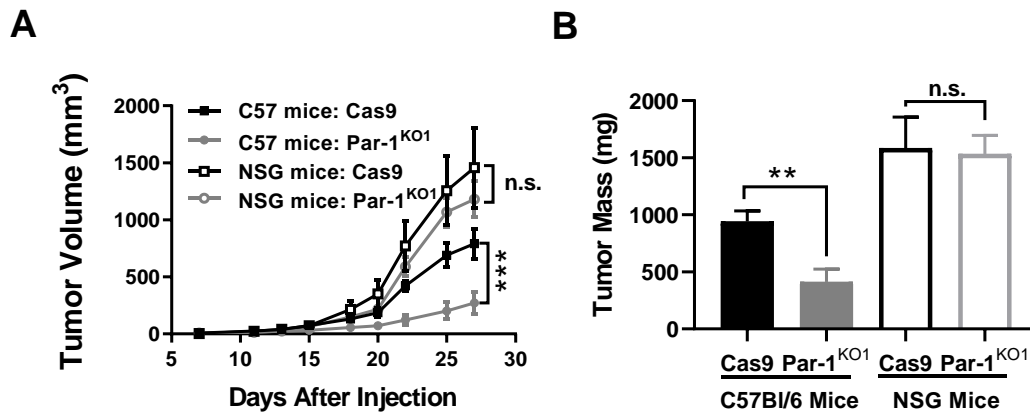 A
Tumor Volume (mm³)
2000
1500
1000
500
0
5
10
15
20
25
30
Days After Injection
C57 mice: Cas9
C57 mice: Par-1ᴷᴼ¹
NSG mice: Cas9
NSG mice: Par-1ᴷᴼ¹
n.s.
***
B
Tumor Mass (mg)
2000
1500
1000
500
0
**
n.s.
Cas9 Par-1ᴷᴼ¹ Cas9 Par-1ᴷᴼ¹
C57Bl/6 Mice NSG Mice